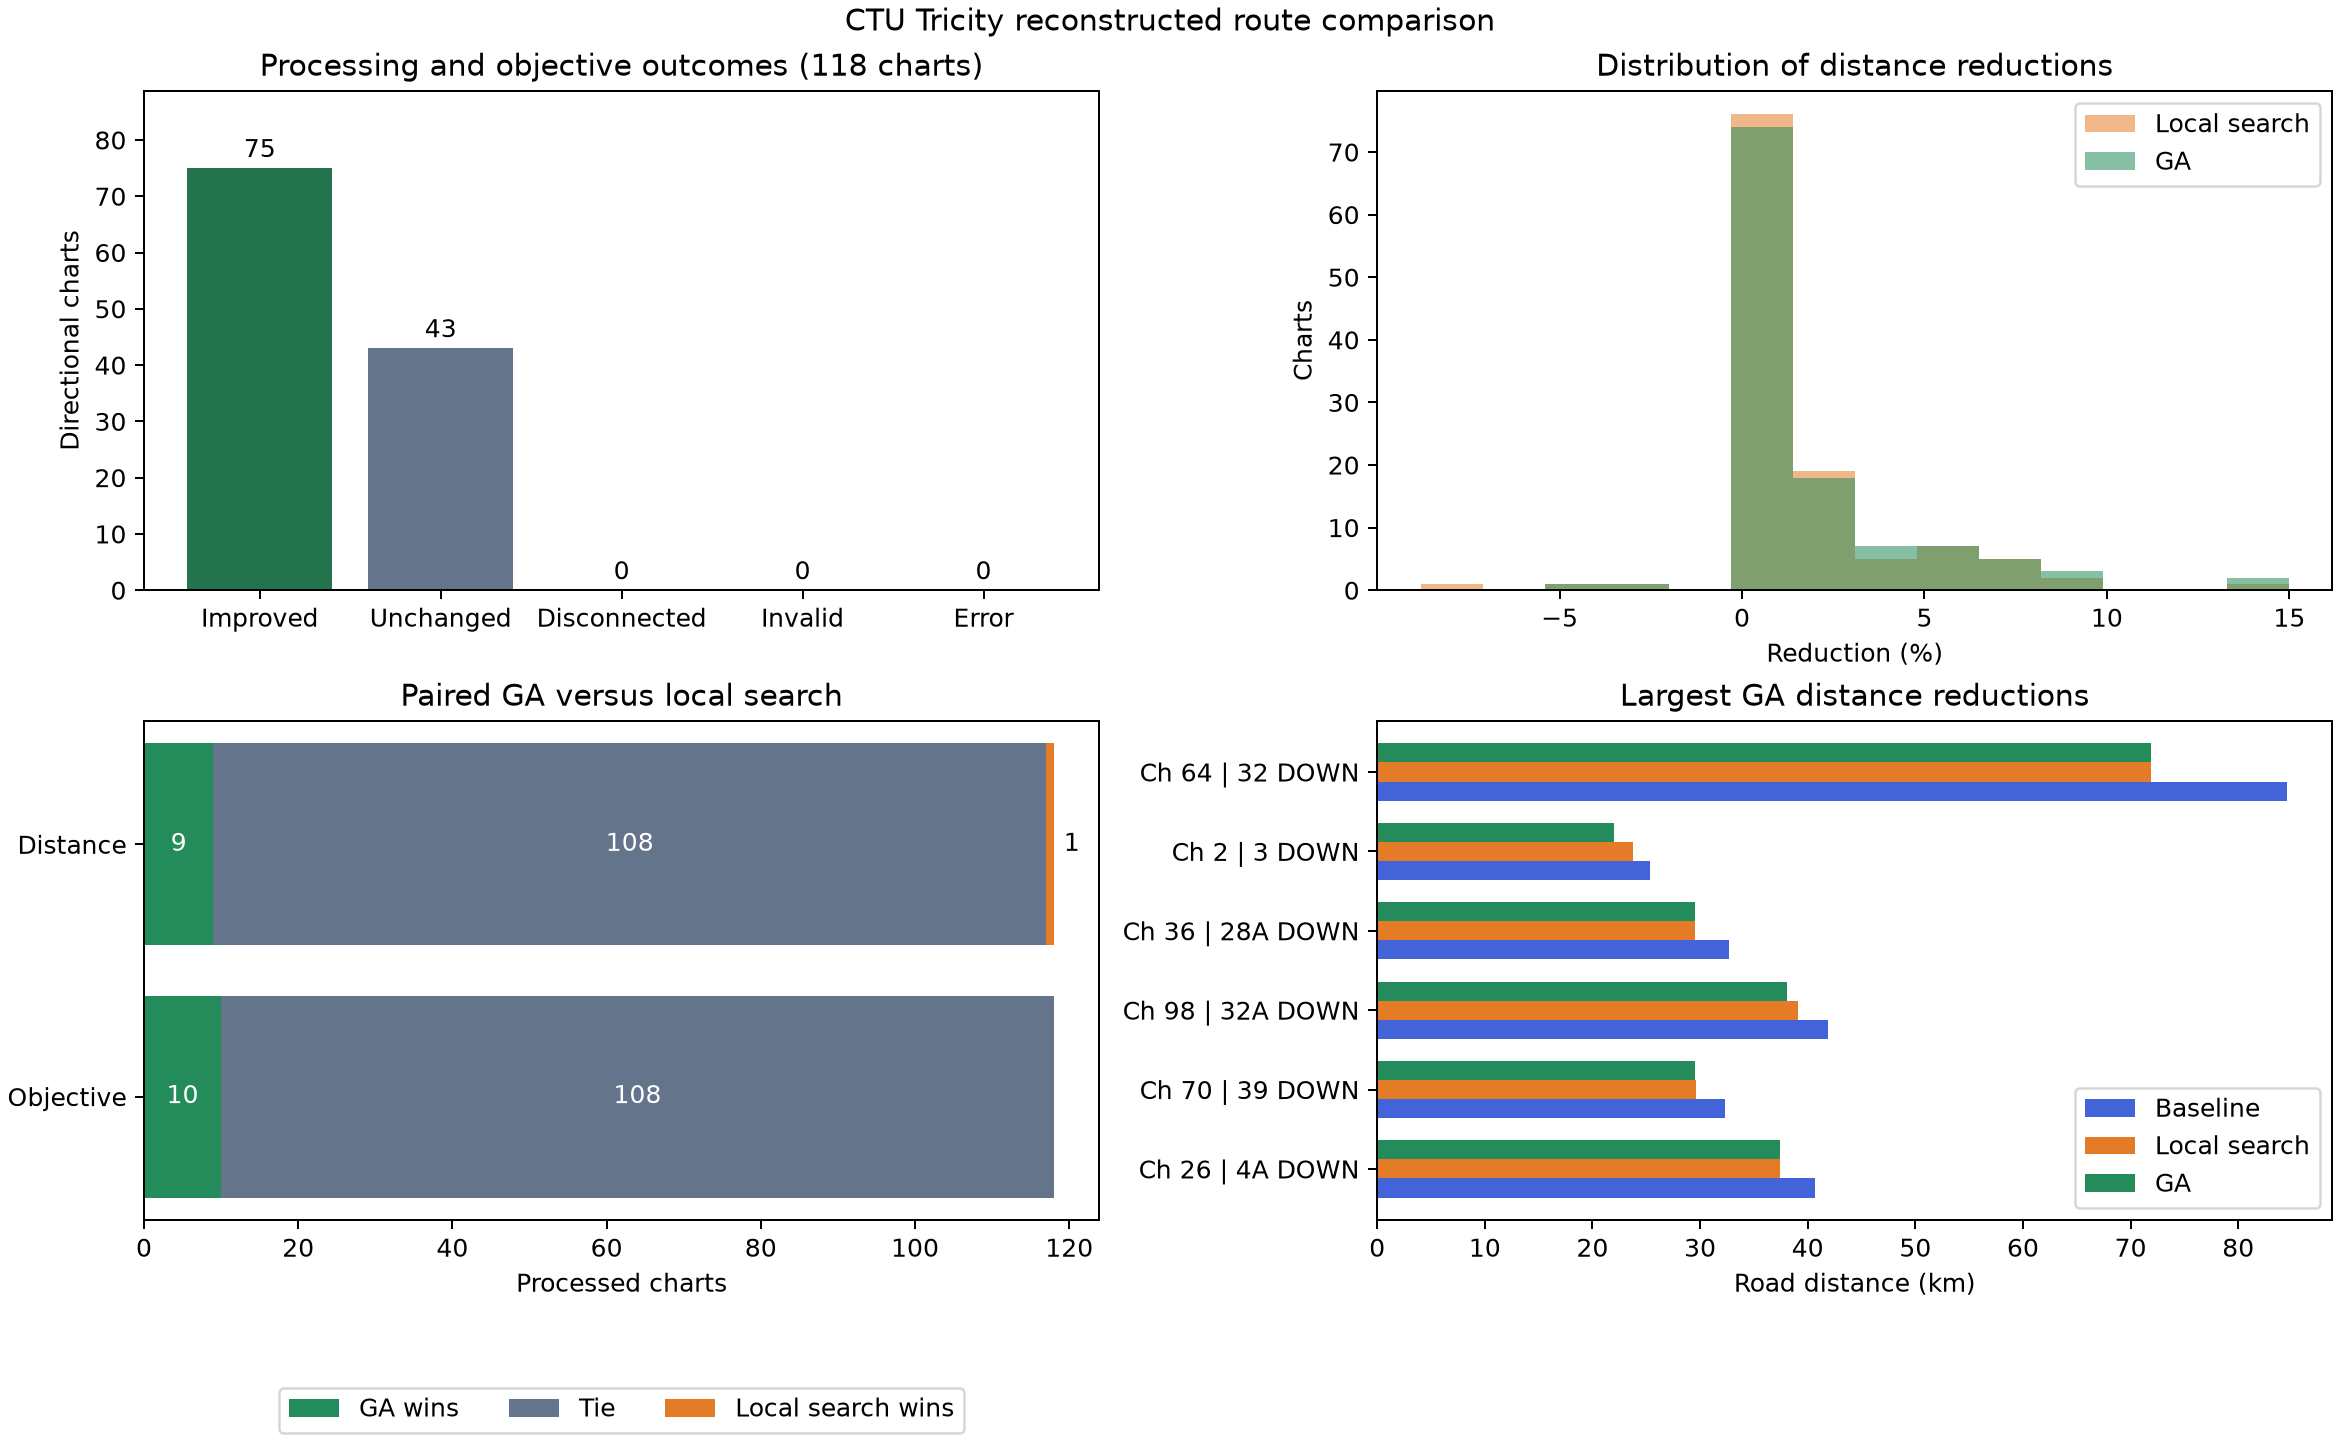 CTU Tricity reconstructed route comparison
Processing and objective outcomes (118 charts)
Directional charts
80
70
60
50
40
30
20
10
0
75
43
0
0
0
Improved
Unchanged
Disconnected
Invalid
Error
Distribution of distance reductions
Charts
70
60
50
40
30
20
10
0
Local search
GA
−5
0
5
10
15
Reduction (%)
Paired GA versus local search
Distance
9
108
1
Objective
10
108
0
20
40
60
80
100
120
Processed charts
GA wins
Tie
Local search wins
Largest GA distance reductions
Ch 64 | 32 DOWN
Ch 2 | 3 DOWN
Ch 36 | 28A DOWN
Ch 98 | 32A DOWN
Ch 70 | 39 DOWN
Ch 26 | 4A DOWN
Baseline
Local search
GA
0
10
20
30
40
50
60
70
80
Road distance (km)